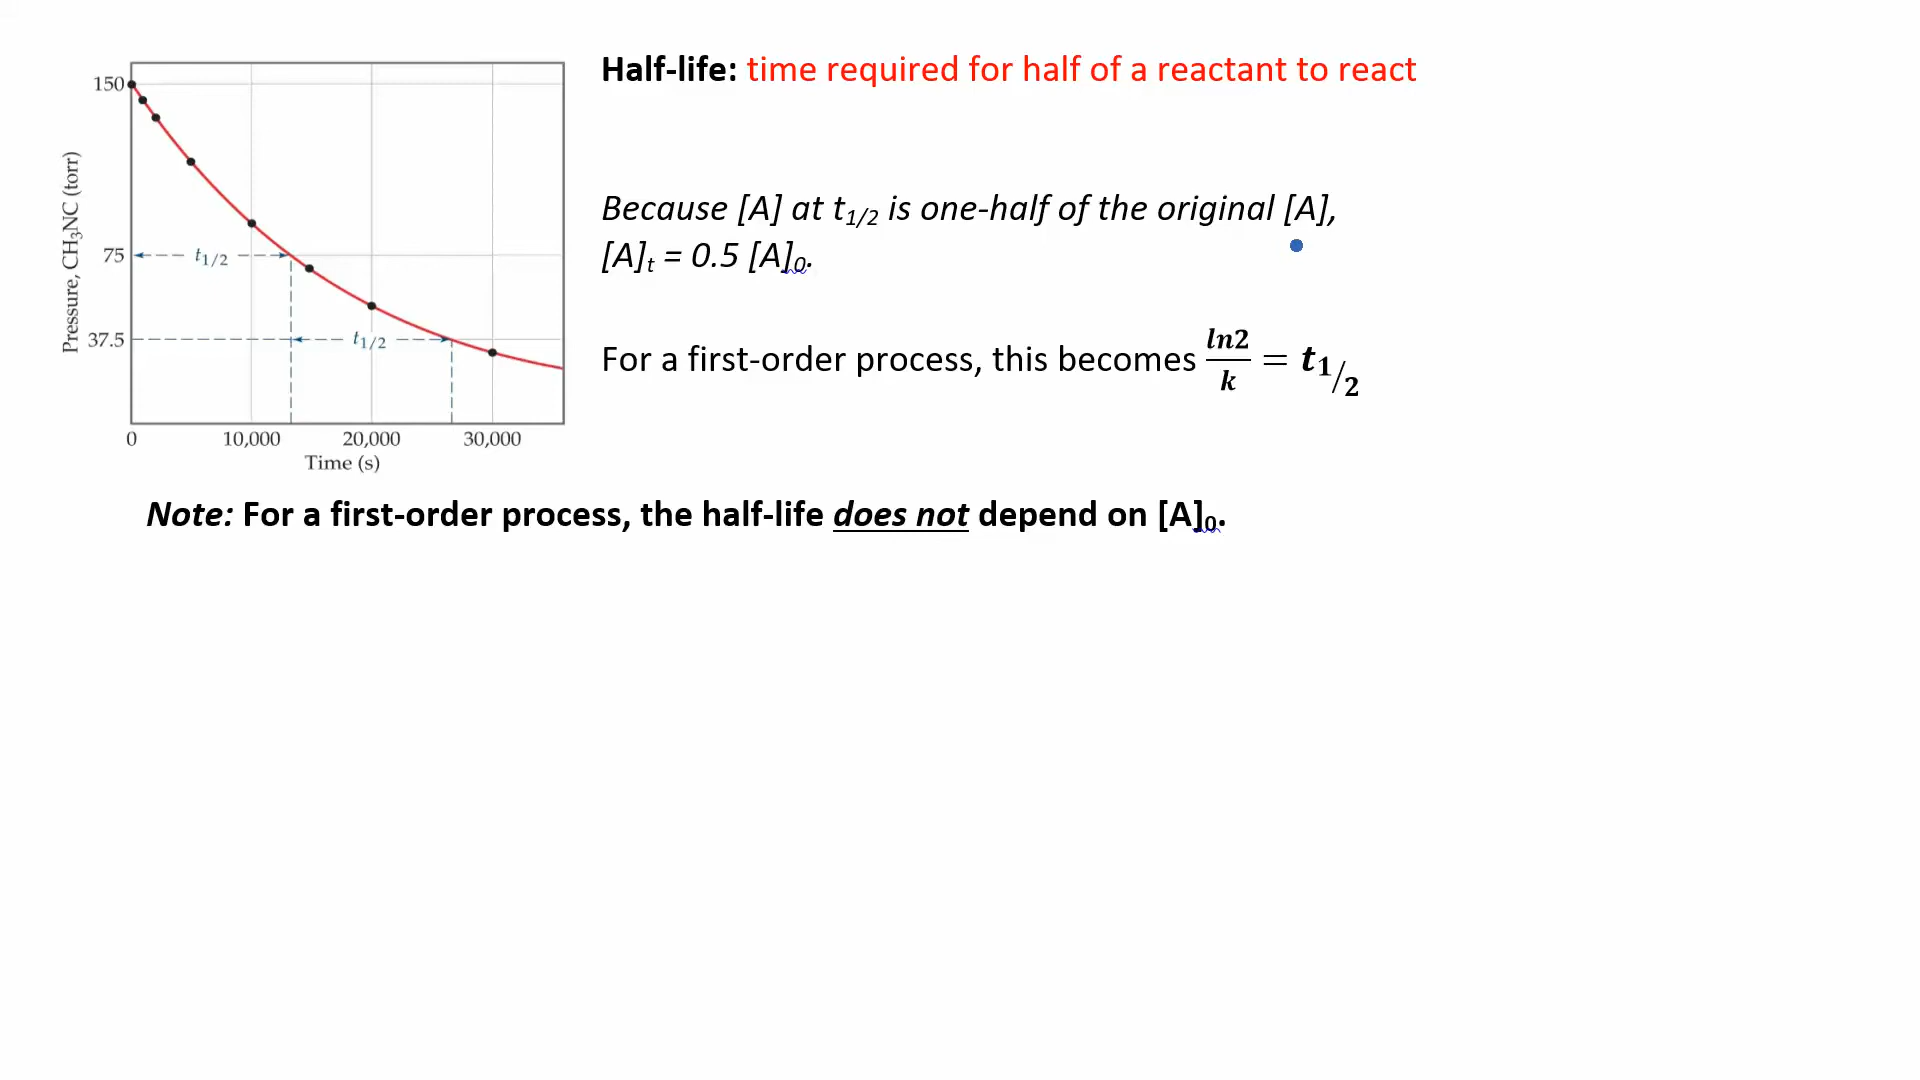 Half-life: time required for half of a reactant to react
150
75
37.5
t1/2
t1/2
Pressure, CH3NC (torr)
0 10,000 20,000 30,000
Time (s)
Because [A] at t1/2 is one-half of the original [A],
[A]t = 0.5 [A]0.
For a first-order process, this becomes ln2/k = t1/2
Note: For a first-order process, the half-life does not depend on [A]0.